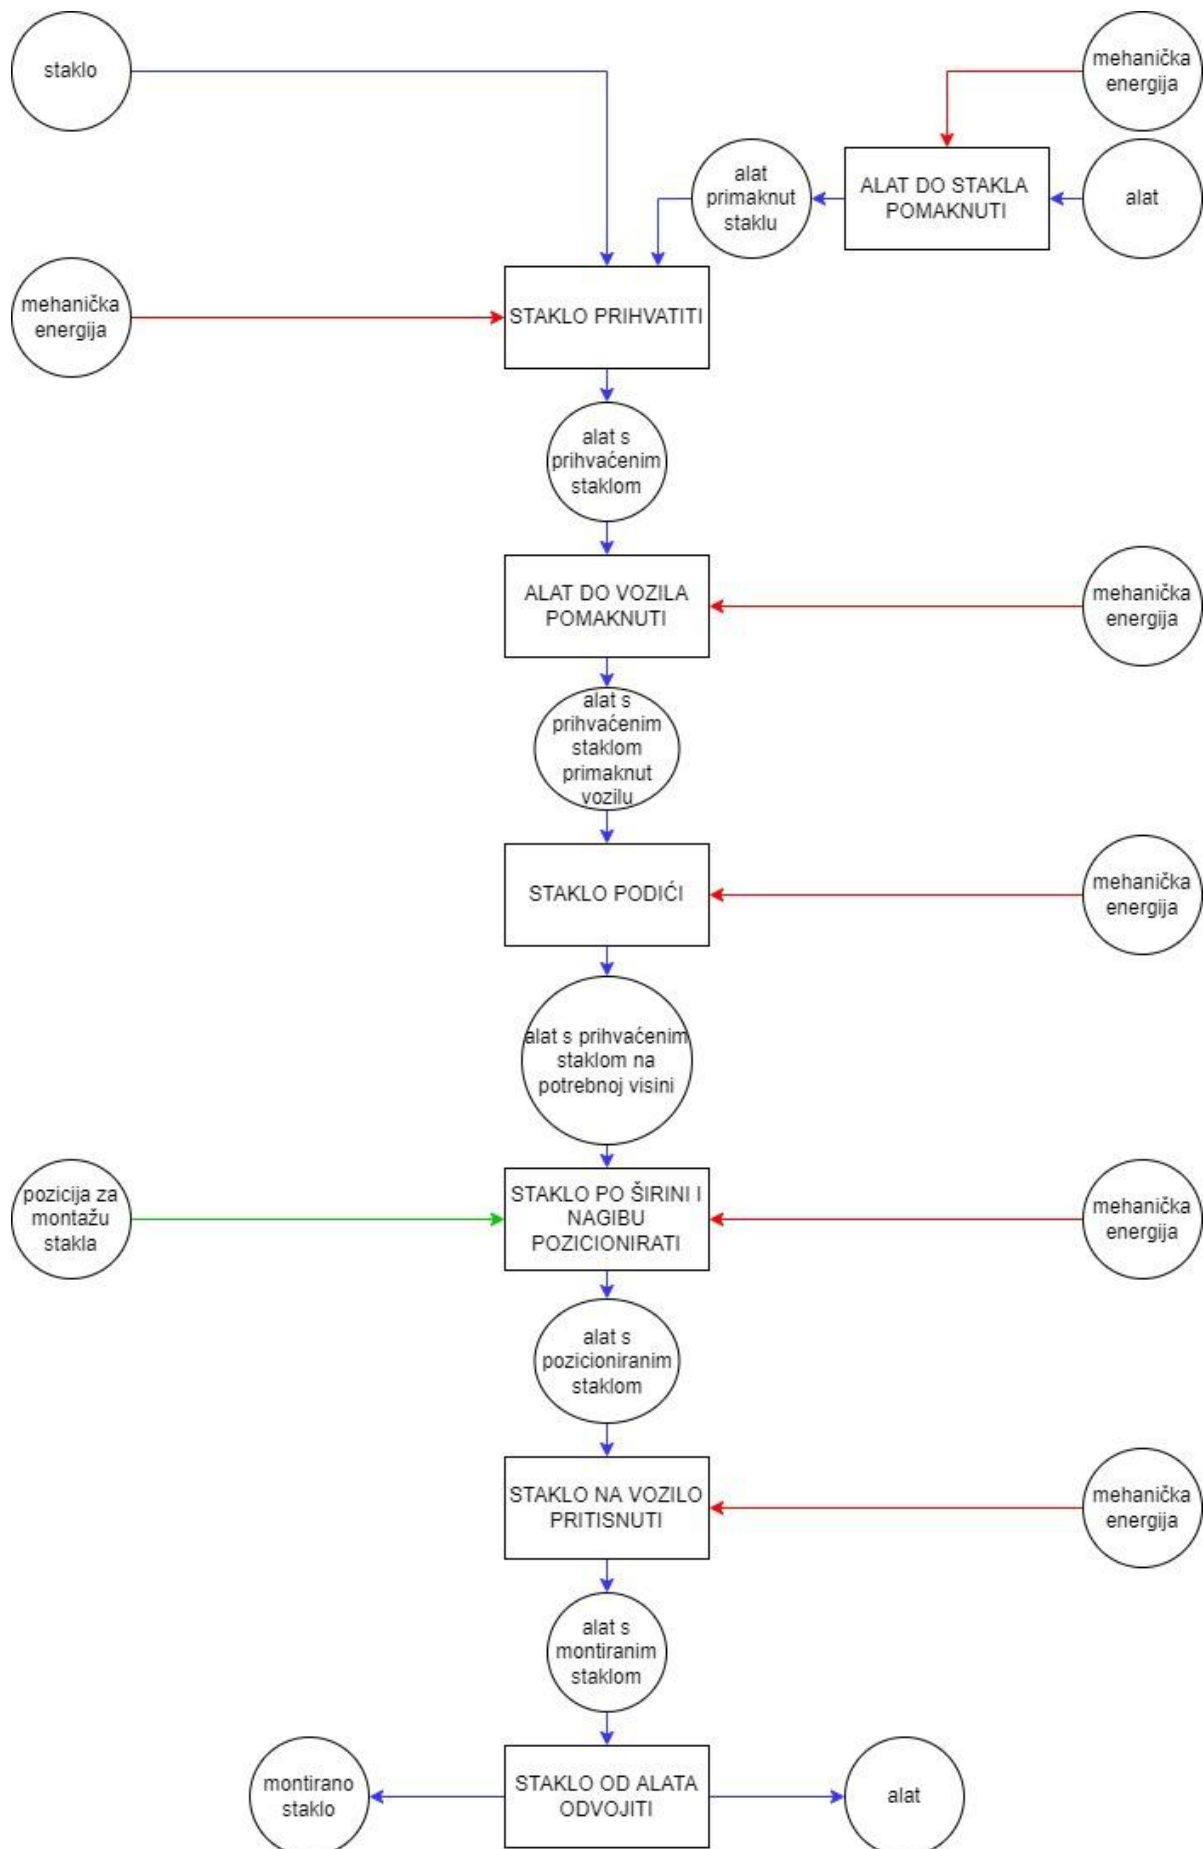 staklo
mehanička
energija
alat
primaknut
staklu
ALAT DO STAKLA
POMAKNUTI
alat
mehanička
energija
STAKLO PRIHVATITI
alat s
prihvaćenim
staklom
ALAT DO VOZILA
POMAKNUTI
mehanička
energija
alat s
prihvaćenim
staklom
primaknut
vozilu
STAKLO PODIĆI
mehanička
energija
alat s prihvaćenim
staklom na
potrebnoj visini
pozicija za
montažu
stakla
STAKLO PO ŠIRINI I
NAGIBU
POZICIONIRATI
mehanička
energija
alat s
pozicioniranim
staklom
STAKLO NA VOZILO
PRITISNUTI
mehanička
energija
alat s
montiranim
staklom
montirano
staklo
STAKLO OD ALATA
ODVOJITI
alat